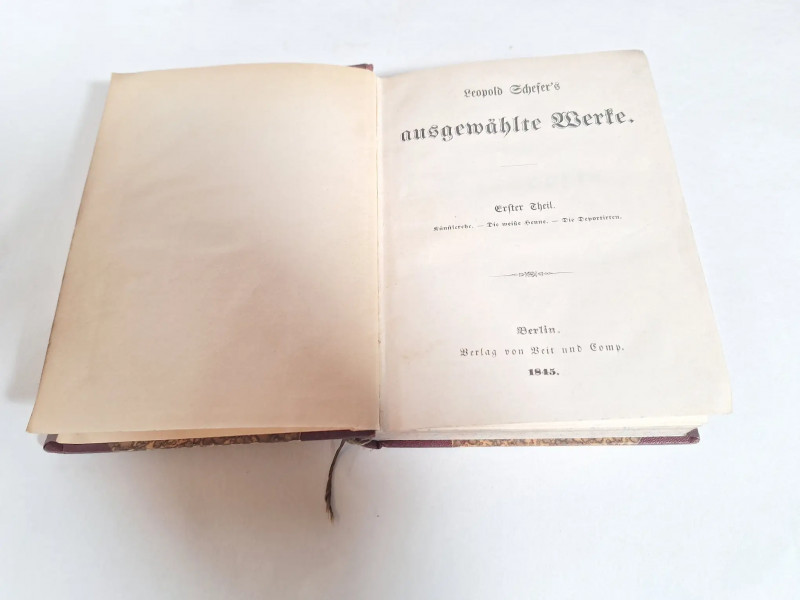 Leopold Schefer's
ausgewählte Werke.
Erster Theil.
Künstlerehe. — Die weiße Henne. — Die Deportirten.
Berlin.
Verlag von Veit und Comp.
1845.